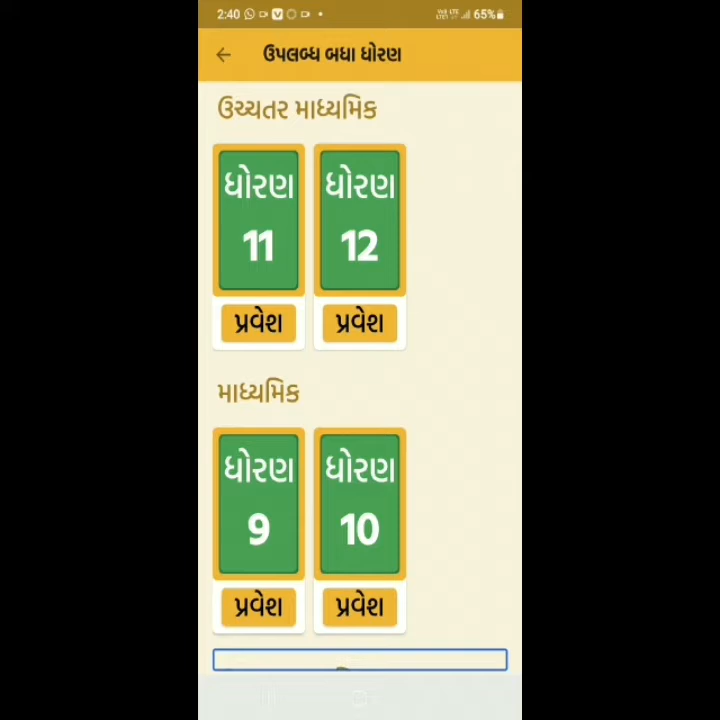 2:40 65%
ઉપલબ્ધ બધા ધોરણ
ઉચ્ચતર માધ્યમિક
ધોરણ ધોરણ
11 12
પ્રવેશ પ્રવેશ
માધ્યમિક
ધોરણ ધોરણ
9 10
પ્રવેશ પ્રવેશ